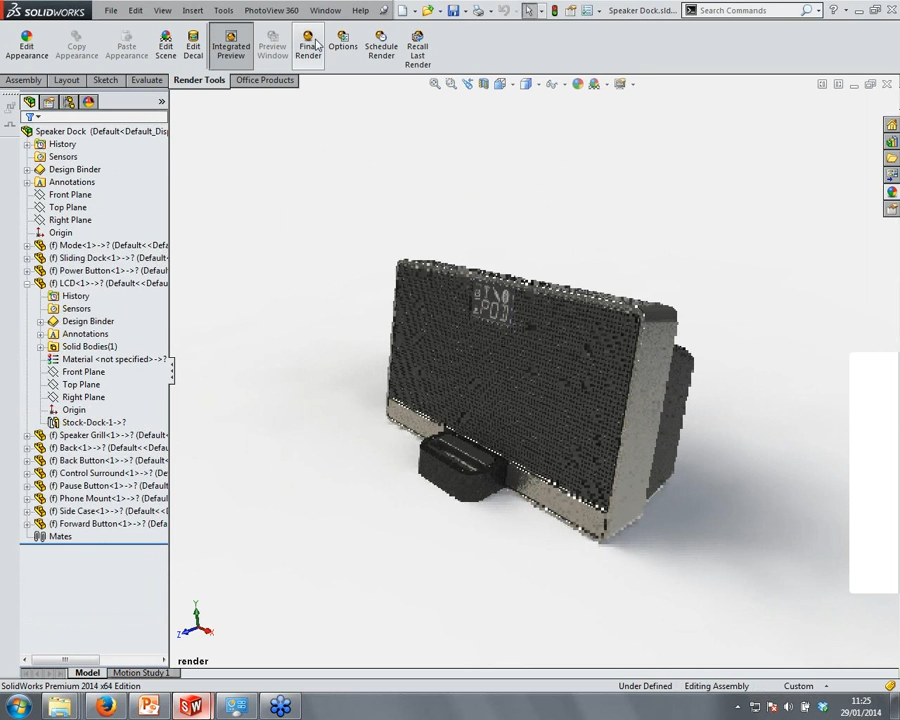 SOLIDWORKS File Edit View Insert Tools PhotoView 360 Window Help Speaker Dock.sld... Search Commands
Edit Appearance
Copy Appearance
Paste Appearance
Edit Scene
Edit Decal
Integrated Preview
Preview Window
Final Render
Options
Schedule Render
Recall Last Render
Assembly Layout Sketch Evaluate Render Tools Office Products
Speaker Dock (Default<Default_Disp
History
Sensors
Design Binder
Annotations
Front Plane
Top Plane
Right Plane
Origin
(f) Mode<1>->? (Default<<Defa
(f) Sliding Dock<1>->? (Default
(f) Power Button<1>->? (Default
(f) LCD<1>->? (Default<<Defau
History
Sensors
Design Binder
Annotations
Solid Bodies(1)
Material <not specified>->?
Front Plane
Top Plane
Right Plane
Origin
Stock-Dock-1->?
(f) Speaker Grill<1>->? (Default
(f) Back<1>->? (Default<<Defau
(f) Back Button<1>->? (Default
(f) Control Surround<1>->? (Def
(f) Pause Button<1>->? (Default
(f) Phone Mount<1>->? (Defau
(f) Side Case<1>->? (Default<<D
(f) Forward Button<1>->? (Defa
Mates
Y
Z X
render
Model Motion Study 1
SolidWorks Premium 2014 x64 Edition Under Defined Editing Assembly Custom
11:25
29/01/2014